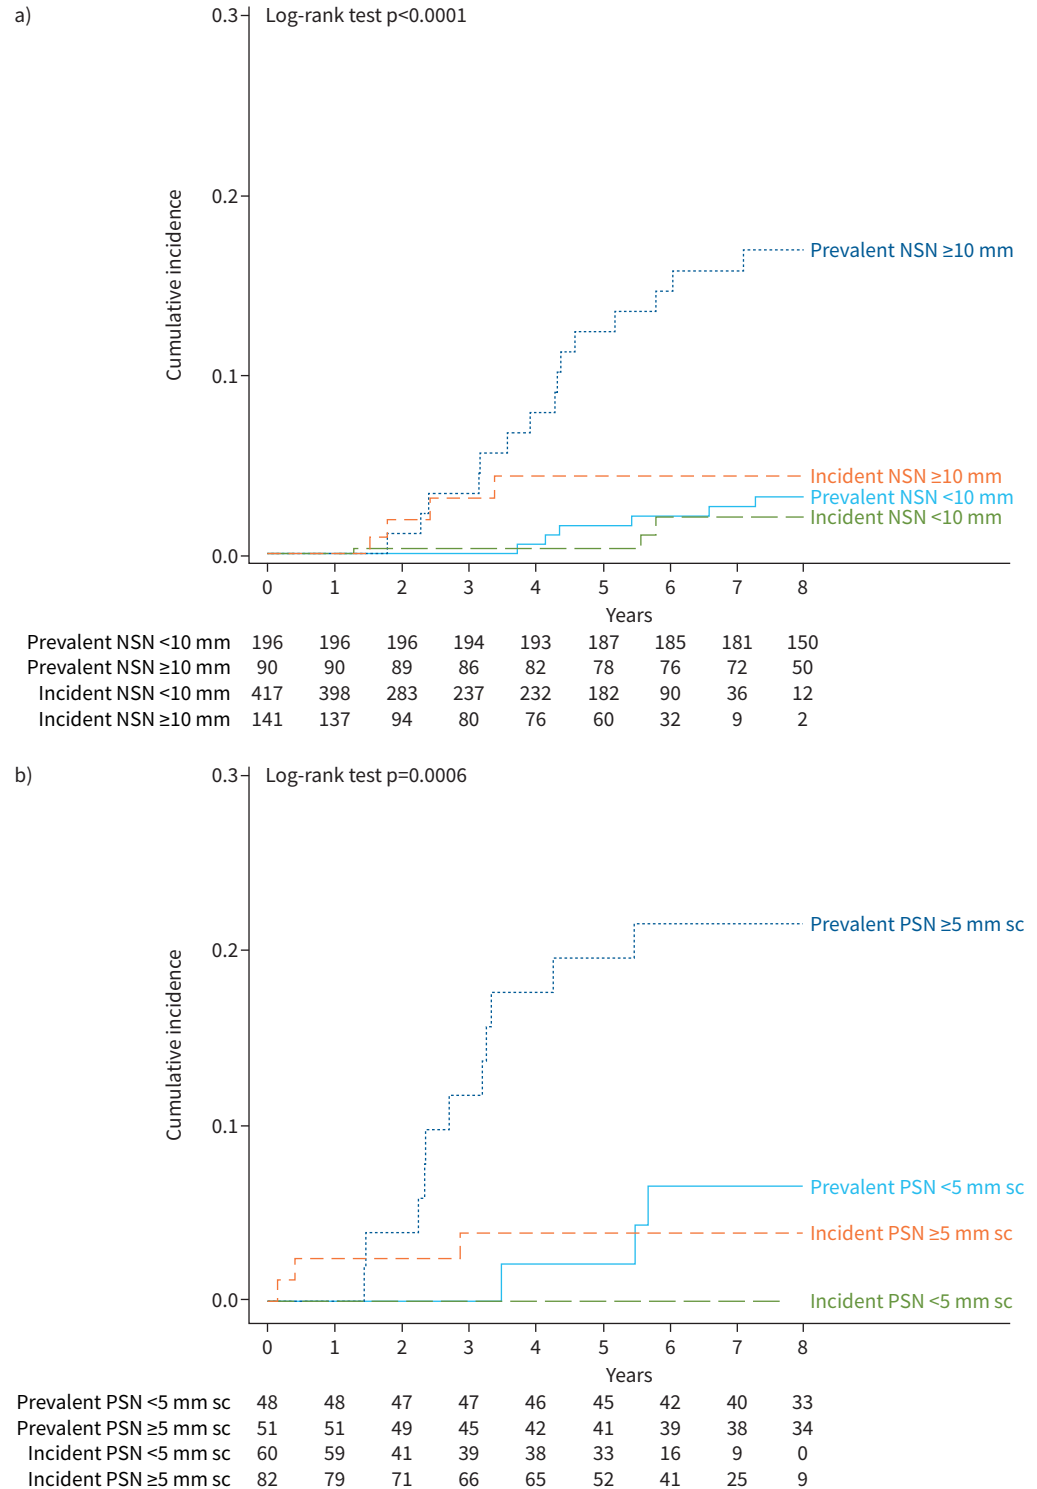 a)
Log-rank test p<0.0001
0.3
0.2
0.1
0.0
Cumulative incidence
Prevalent NSN ≥10 mm
Incident NSN ≥10 mm
Prevalent NSN <10 mm
Incident NSN <10 mm
0 1 2 3 4 5 6 7 8
Years
Prevalent NSN <10 mm 196 196 196 194 193 187 185 181 150
Prevalent NSN ≥10 mm 90 90 89 86 82 78 76 72 50
Incident NSN <10 mm 417 398 283 237 232 182 90 36 12
Incident NSN ≥10 mm 141 137 94 80 76 60 32 9 2
b)
Log-rank test p=0.0006
0.3
0.2
0.1
0.0
Cumulative incidence
Prevalent PSN ≥5 mm sc
Prevalent PSN <5 mm sc
Incident PSN ≥5 mm sc
Incident PSN <5 mm sc
0 1 2 3 4 5 6 7 8
Years
Prevalent PSN <5 mm sc 48 48 47 47 46 45 42 40 33
Prevalent PSN ≥5 mm sc 51 51 49 45 42 41 39 38 34
Incident PSN <5 mm sc 60 59 41 39 38 33 16 9 0
Incident PSN ≥5 mm sc 82 79 71 66 65 52 41 25 9